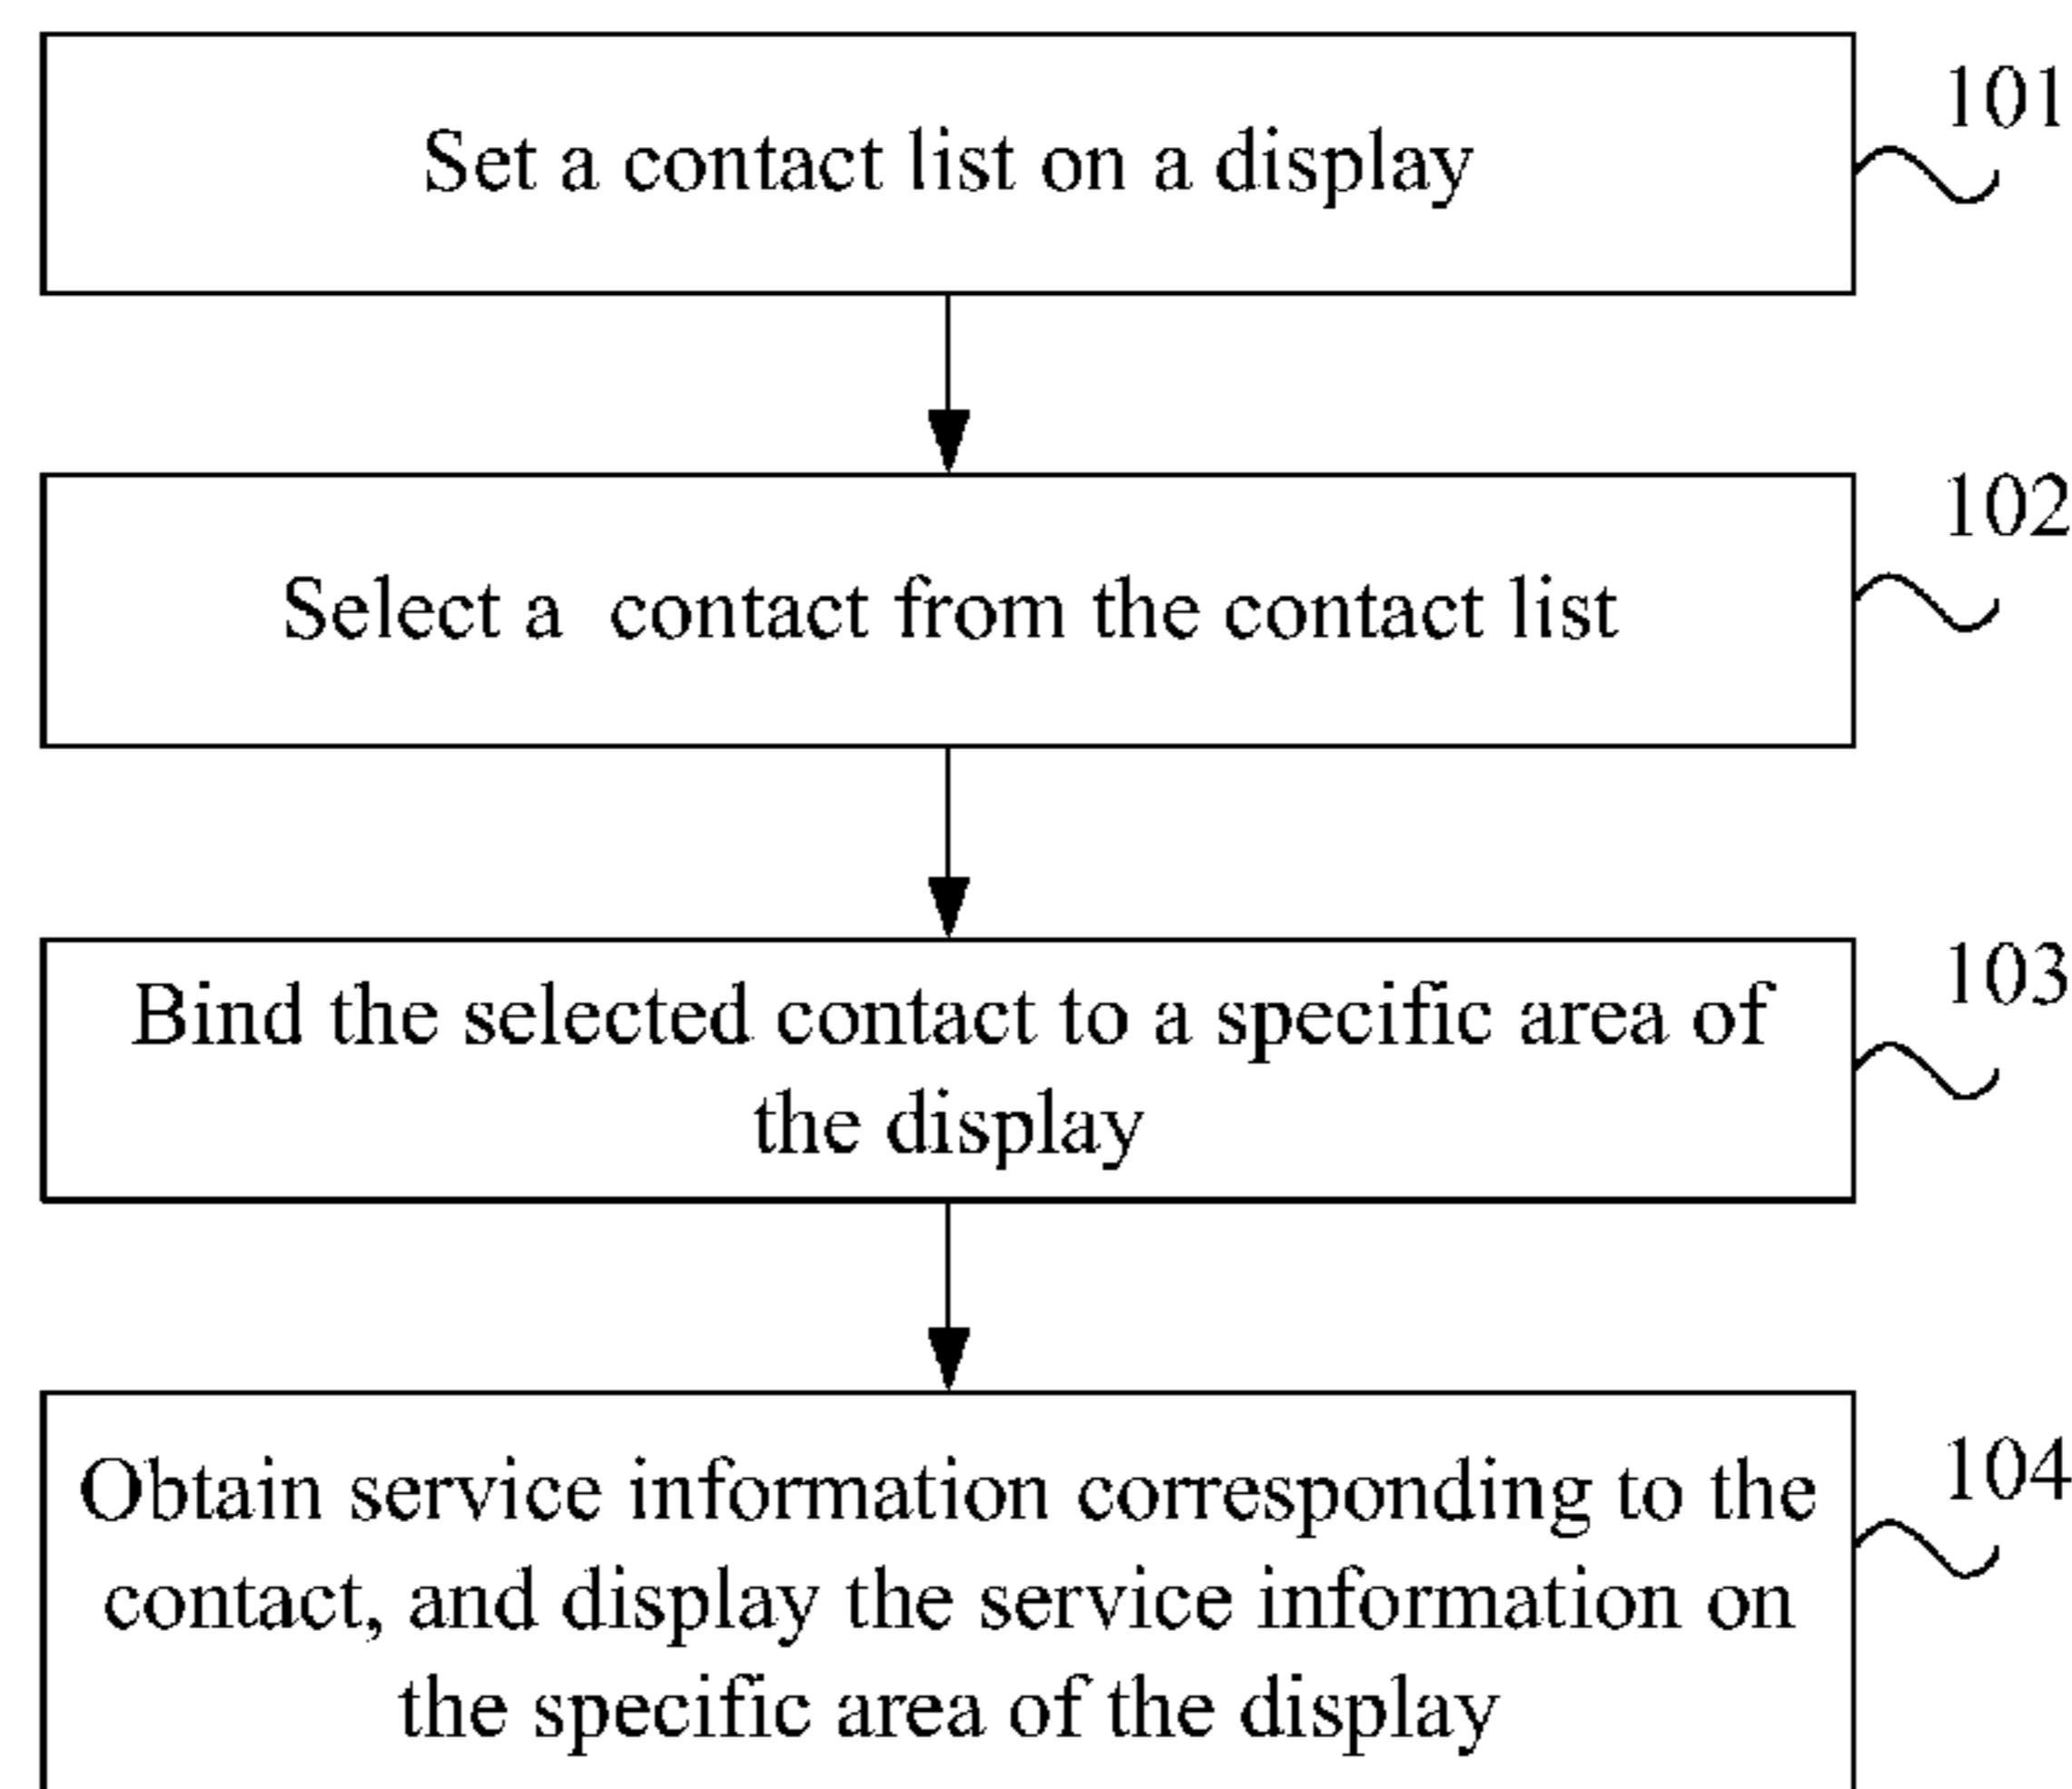 Set a contact list on a display
101
Select a contact from the contact list
102
Bind the selected contact to a specific area of
the display
103
Obtain service information corresponding to the
contact, and display the service information on
the specific area of the display
104